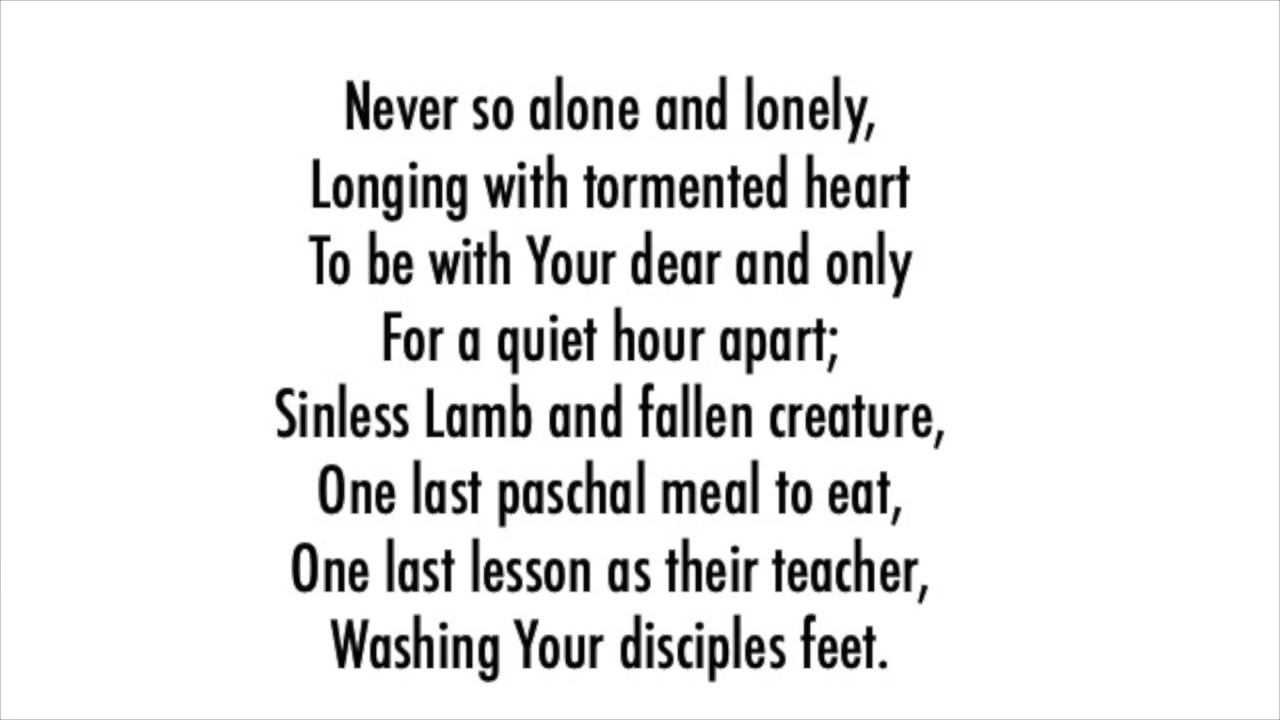 Never so alone and lonely,
Longing with tormented heart
To be with Your dear and only
For a quiet hour apart;
Sinless Lamb and fallen creature,
One last paschal meal to eat,
One last lesson as their teacher,
Washing Your disciples feet.